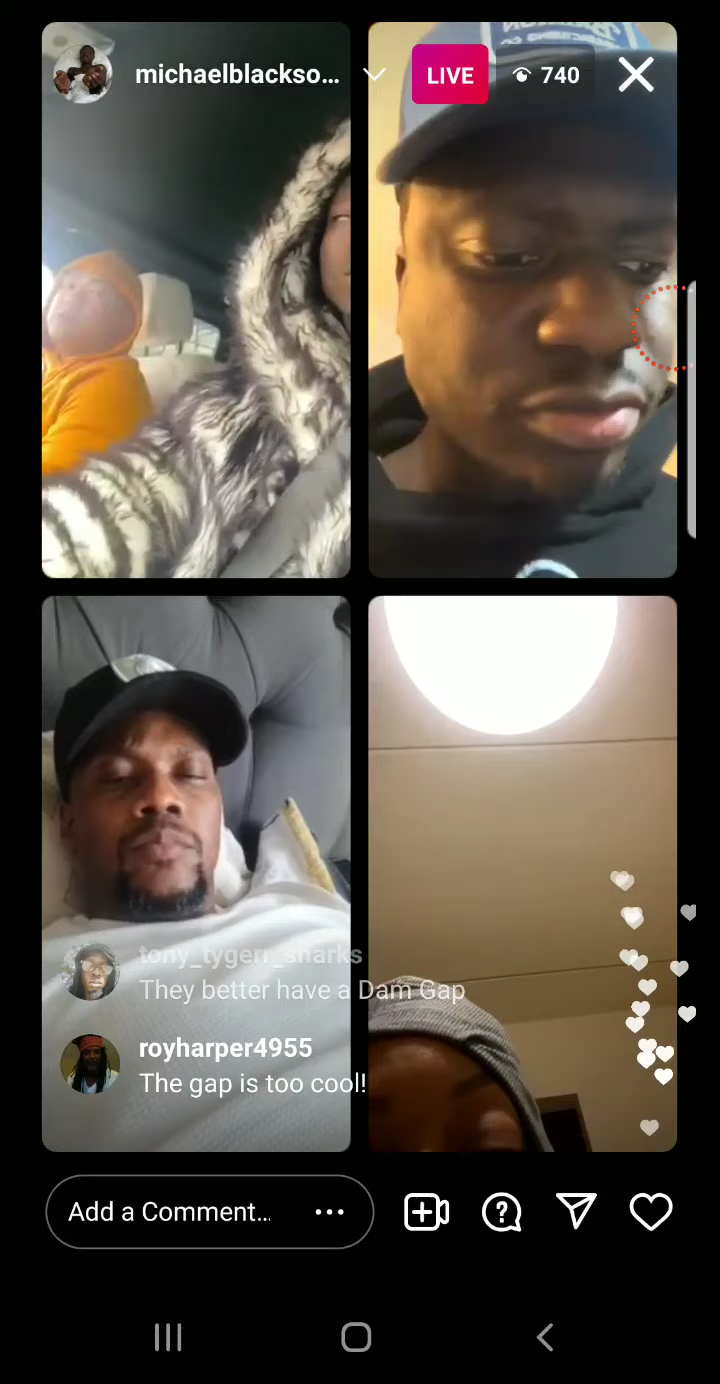 michaelblackso...
LIVE
740
tony_tygerr_sharks
They better have a Dam Gap
royharper4955
The gap is too cool!
Add a Comment...